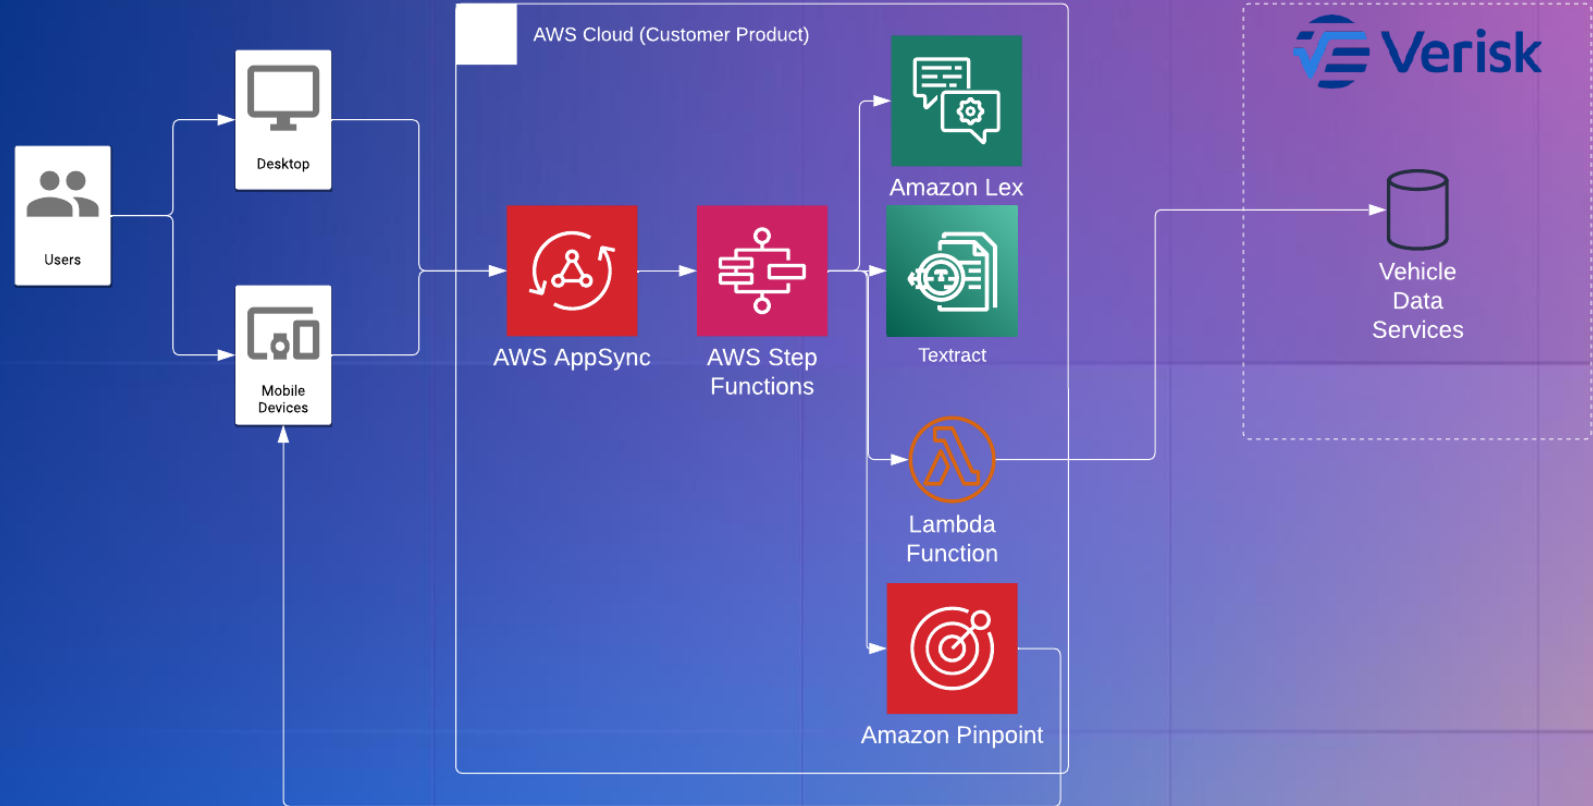 AWS Cloud (Customer Product)
Verisk
Desktop
Users
Mobile
Devices
AWS AppSync
AWS Step
Functions
Amazon Lex
Textract
Lambda
Function
Amazon Pinpoint
Vehicle
Data
Services